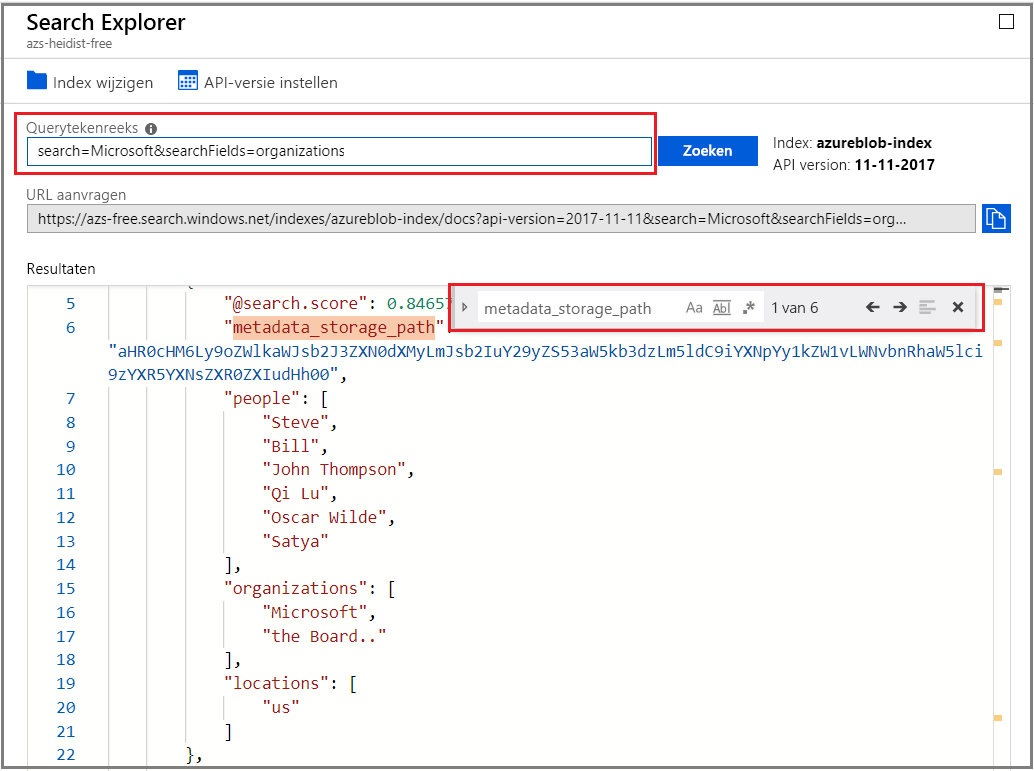 Search Explorer
azs-heidist-free
Index wijzigen API-versie instellen
Querytekenreeks
search=Microsoft&searchFields=organizations
Zoeken
Index: azureblob-index
API version: 11-11-2017
URL aanvragen
https://azs-free.search.windows.net/indexes/azureblob-index/docs?api-version=2017-11-11&search=Microsoft&searchFields=org...
Resultaten
metadata_storage_path Aa Abl .* 1 van 6
5 "@search.score": 0.84657
6 "metadata_storage_path"
"aHR0cHM6Ly9oZWlkaWJsb2J3ZXN0dXMyLmJsb2IuY29yZS53aW5kb3dzLm5ldC9iYXNpYy1kZW1vLWNvbnRhaW5lci
9zYXR5YXNsZXR0ZXIudHh00",
7 "people": [
8 "Steve",
9 "Bill",
10 "John Thompson",
11 "Qi Lu",
12 "Oscar Wilde",
13 "Satya"
14 ],
15 "organizations": [
16 "Microsoft",
17 "the Board.."
18 ],
19 "locations": [
20 "us"
21 ]
22 },